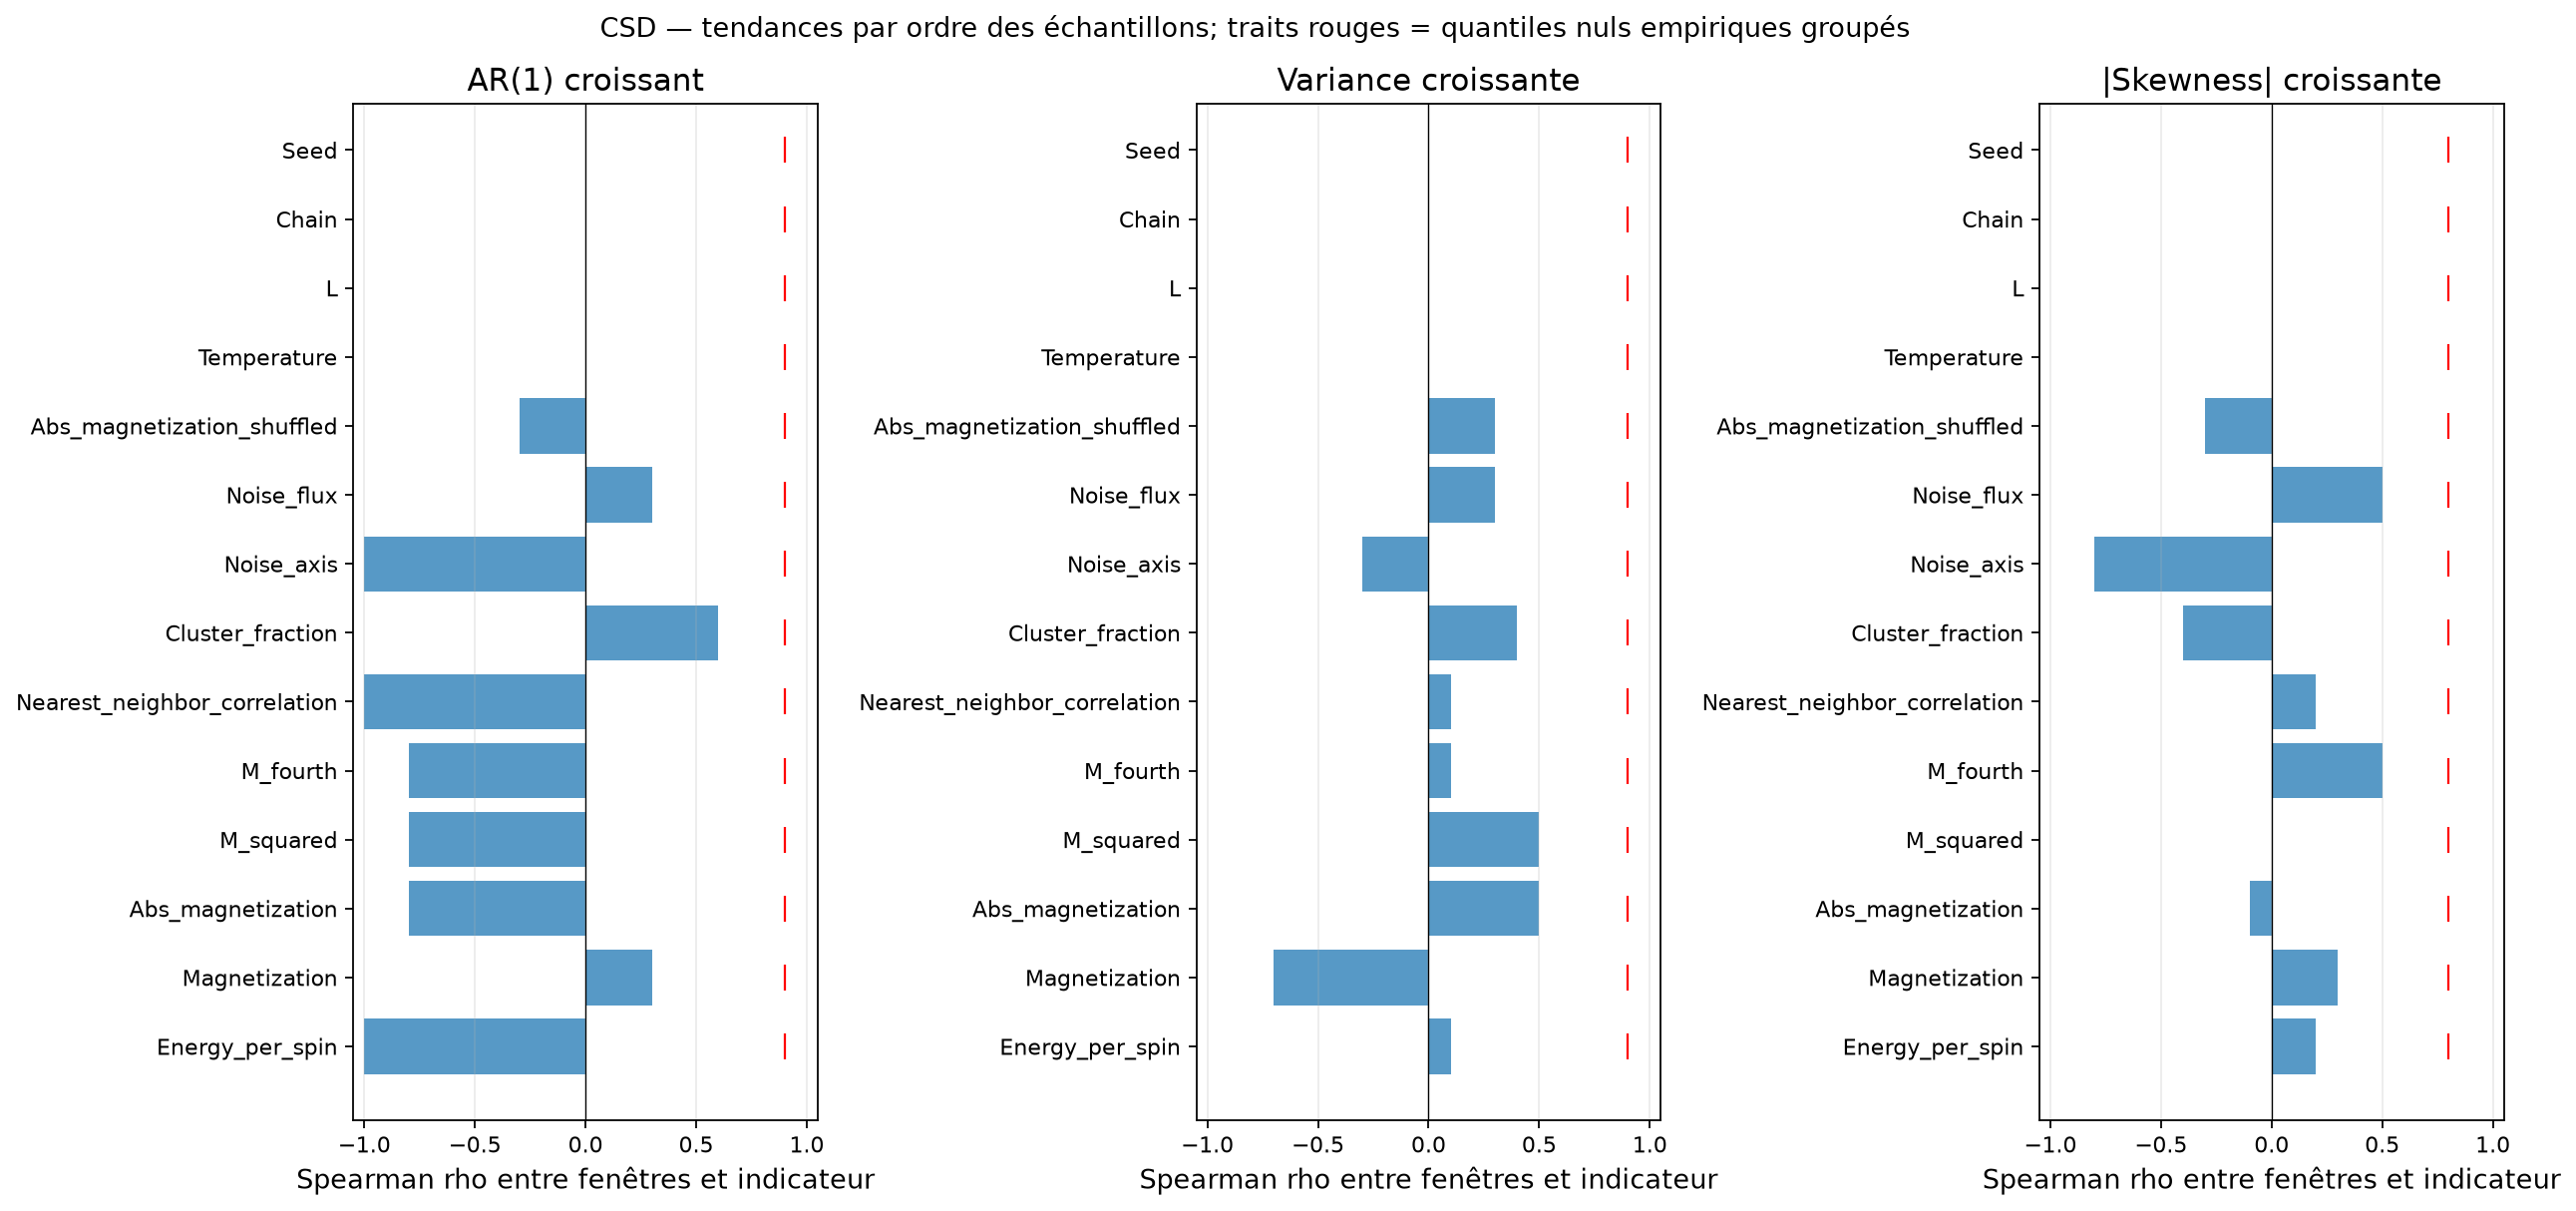 CSD — tendances par ordre des échantillons; traits rouges = quantiles nuls empiriques groupés
AR(1) croissant
Seed
Chain
L
Temperature
Abs_magnetization_shuffled
Noise_flux
Noise_axis
Cluster_fraction
Nearest_neighbor_correlation
M_fourth
M_squared
Abs_magnetization
Magnetization
Energy_per_spin
−1.0 −0.5 0.0 0.5 1.0
Spearman rho entre fenêtres et indicateur
Variance croissante
Seed
Chain
L
Temperature
Abs_magnetization_shuffled
Noise_flux
Noise_axis
Cluster_fraction
Nearest_neighbor_correlation
M_fourth
M_squared
Abs_magnetization
Magnetization
Energy_per_spin
−1.0 −0.5 0.0 0.5 1.0
Spearman rho entre fenêtres et indicateur
|Skewness| croissante
Seed
Chain
L
Temperature
Abs_magnetization_shuffled
Noise_flux
Noise_axis
Cluster_fraction
Nearest_neighbor_correlation
M_fourth
M_squared
Abs_magnetization
Magnetization
Energy_per_spin
−1.0 −0.5 0.0 0.5 1.0
Spearman rho entre fenêtres et indicateur